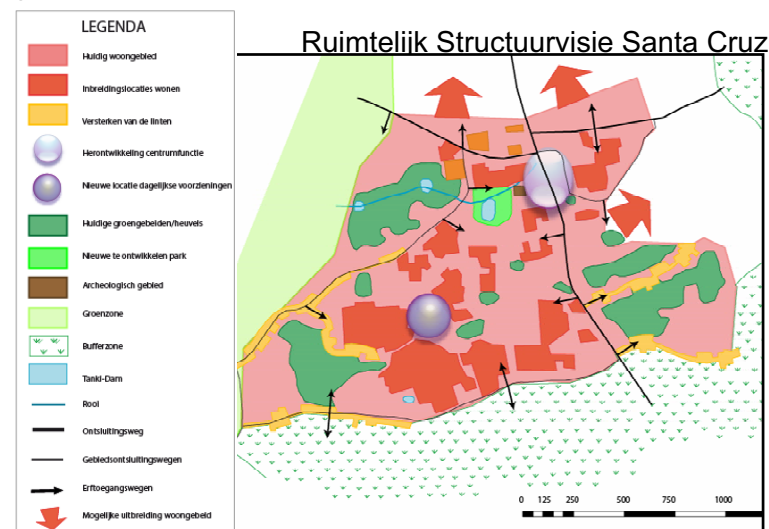 LEGENDA
Huidig woongebied
Inbreidingslocaties wonen
Versterken van de linten
Herontwikkeling centrumfunctie
Nieuwe locatie dagelijkse voorzieningen
Huidige groengebeiden/heuvels
Nieuwe te ontwikkelen park
Archeologisch gebied
Groenzone
Bufferzone
Tanki-Dam
Rooi
Ontsluitingsweg
Gebiedsontsluitingswegen
Erftoegangswegen
Mogelijke uitbreiding woongebeid
Ruimtelijk Structuurvisie Santa Cruz
0 125 250 500 750 1000